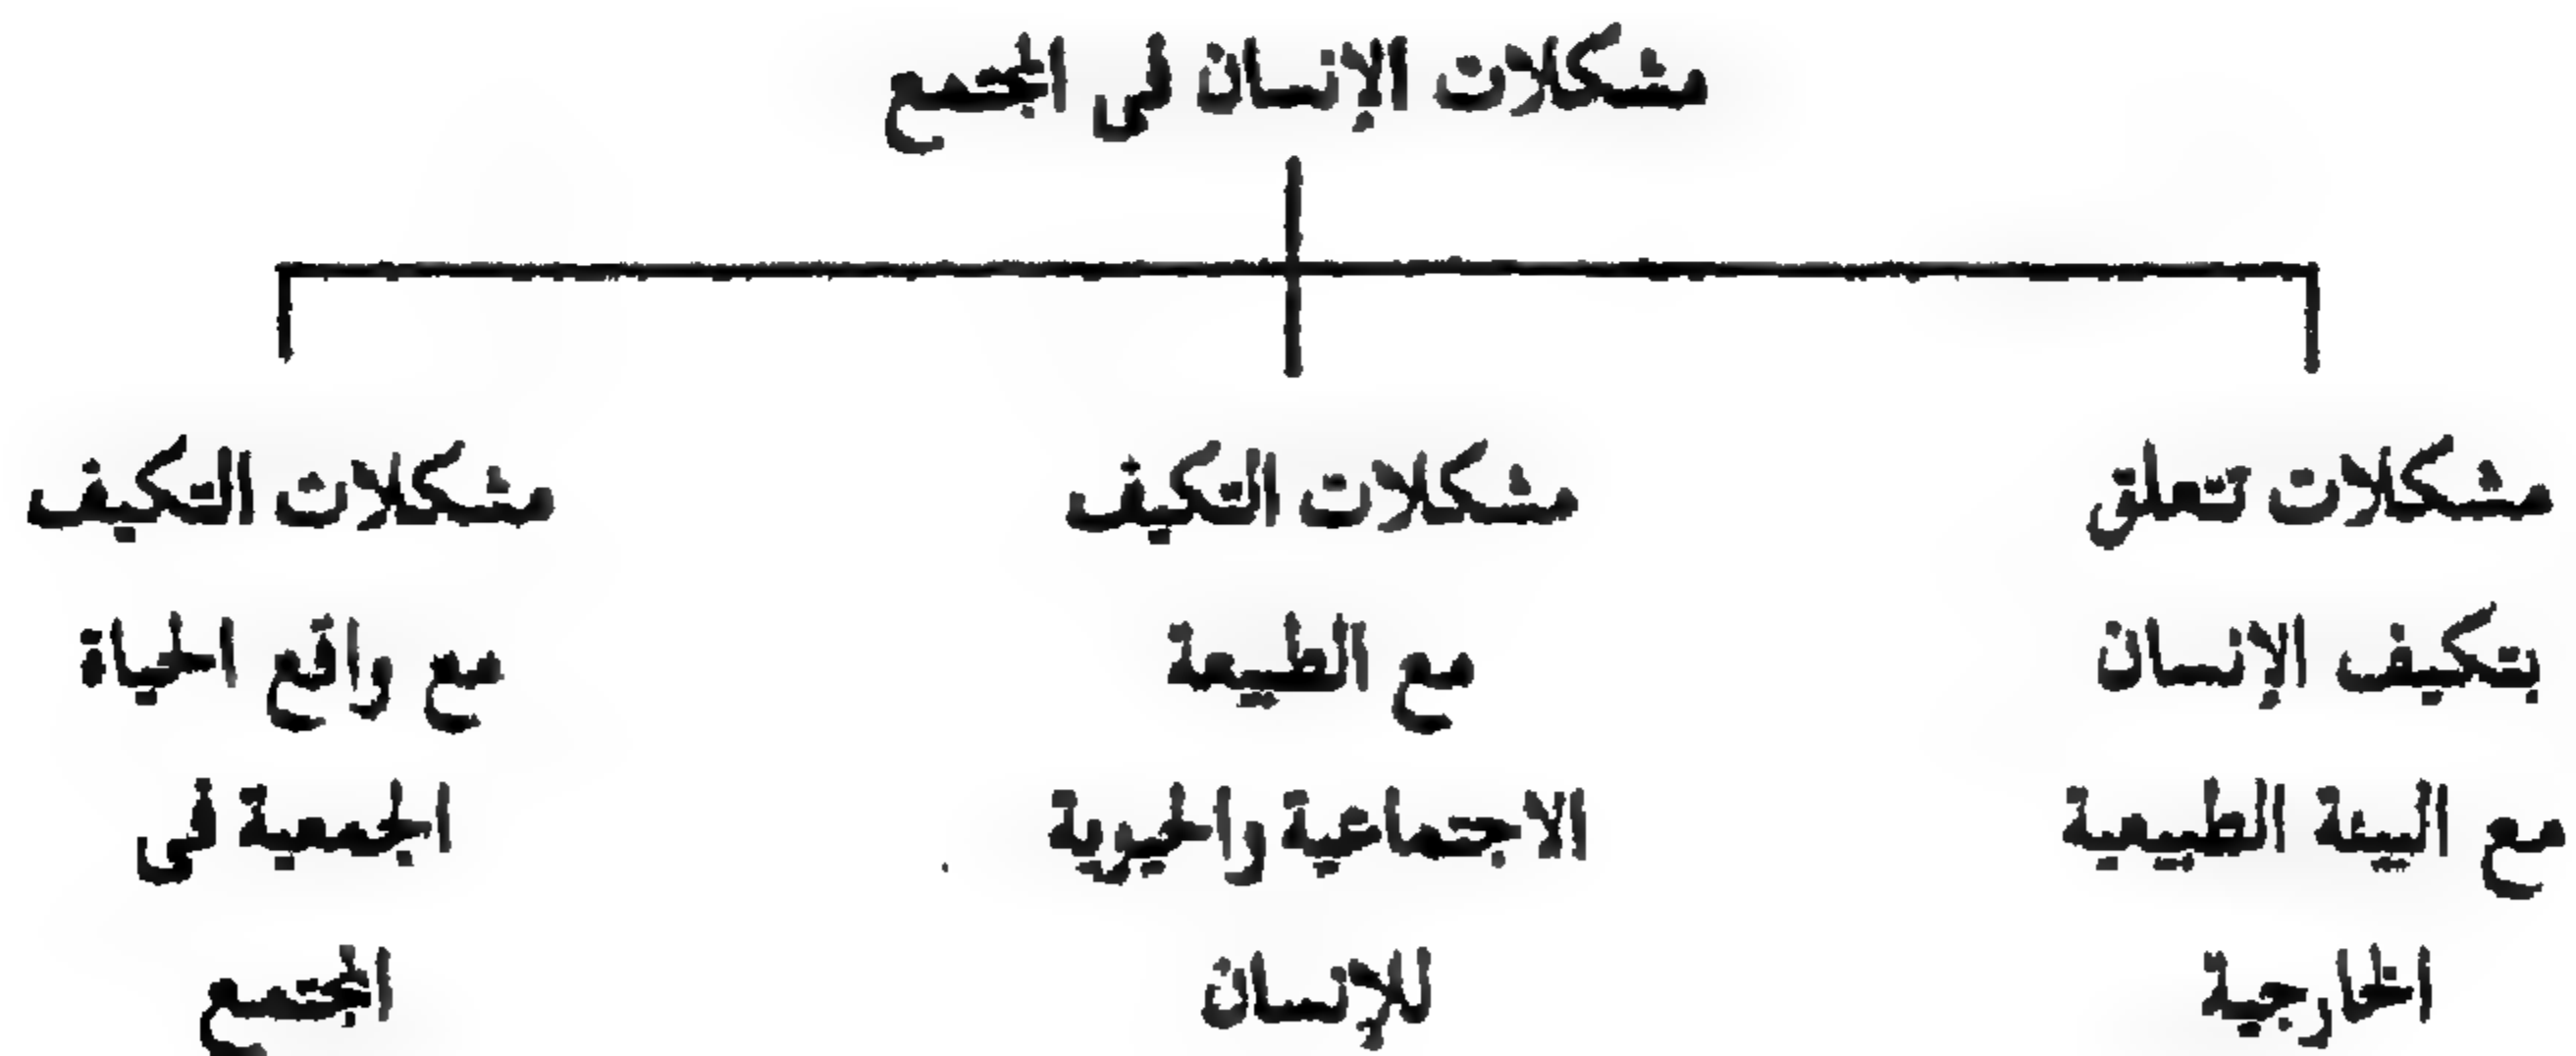 مشكلات الإنسان فى المجتمع
مشكلات تتعلق
بتكيف الإنسان
مع البيئة الطبيعية
الخارجية
مشكلات التكيف
مع الطبيعة
الاجتماعية والحيوية
للإنسان
مشكلات التكيف
مع واقع الحياة
الجمعية فى
المجتمع